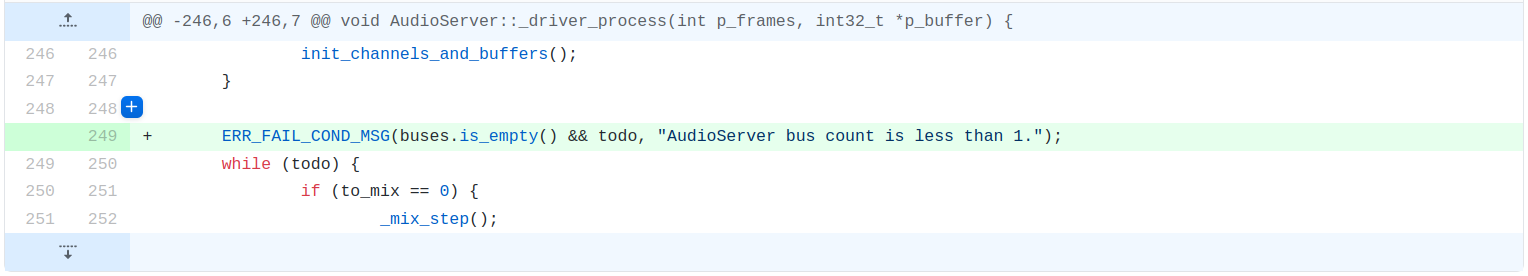 @@ -246,6 +246,7 @@ void AudioServer::_driver_process(int p_frames, int32_t *p_buffer) {
246 246 init_channels_and_buffers();
247 247 }
248 248 +
249 + ERR_FAIL_COND_MSG(buses.is_empty() && todo, "AudioServer bus count is less than 1.");
249 250 while (todo) {
250 251 if (to_mix == 0) {
251 252 _mix_step();